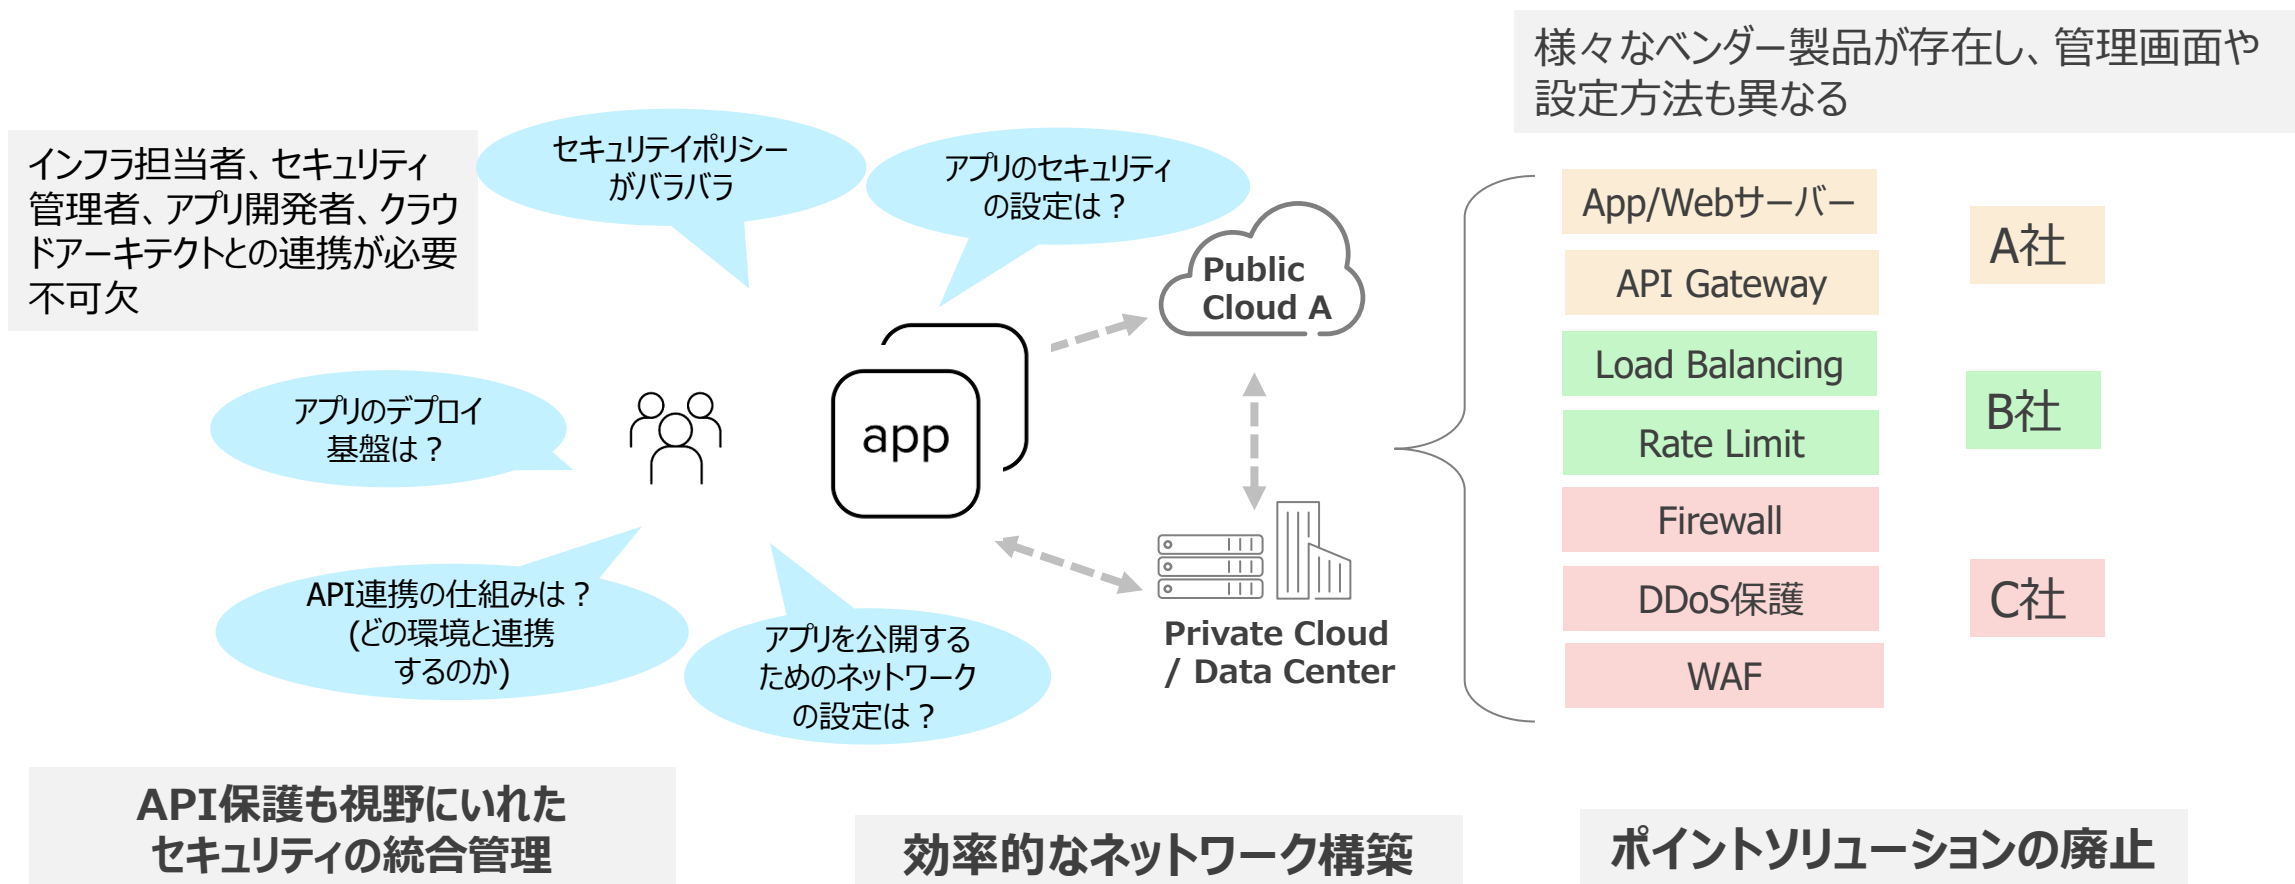 様々なベンダー製品が存在し、管理画面や
設定方法も異なる
インフラ担当者、セキュリティ
管理者、アプリ開発者、クラウ
ドアーキテクトとの連携が必要
不可欠
セキュリテイポリシー
がバラバラ
アプリのセキュリティ
の設定は？
アプリのデプロイ
基盤は？
API連携の仕組みは？
(どの環境と連携
するのか)
アプリを公開する
ためのネットワーク
の設定は？
app
Public
Cloud A
Private Cloud
/ Data Center
App/Webサーバー
API Gateway
Load Balancing
Rate Limit
Firewall
DDoS保護
WAF
A社
B社
C社
API保護も視野にいれた
セキュリティの統合管理
効率的なネットワーク構築
ポイントソリューションの廃止